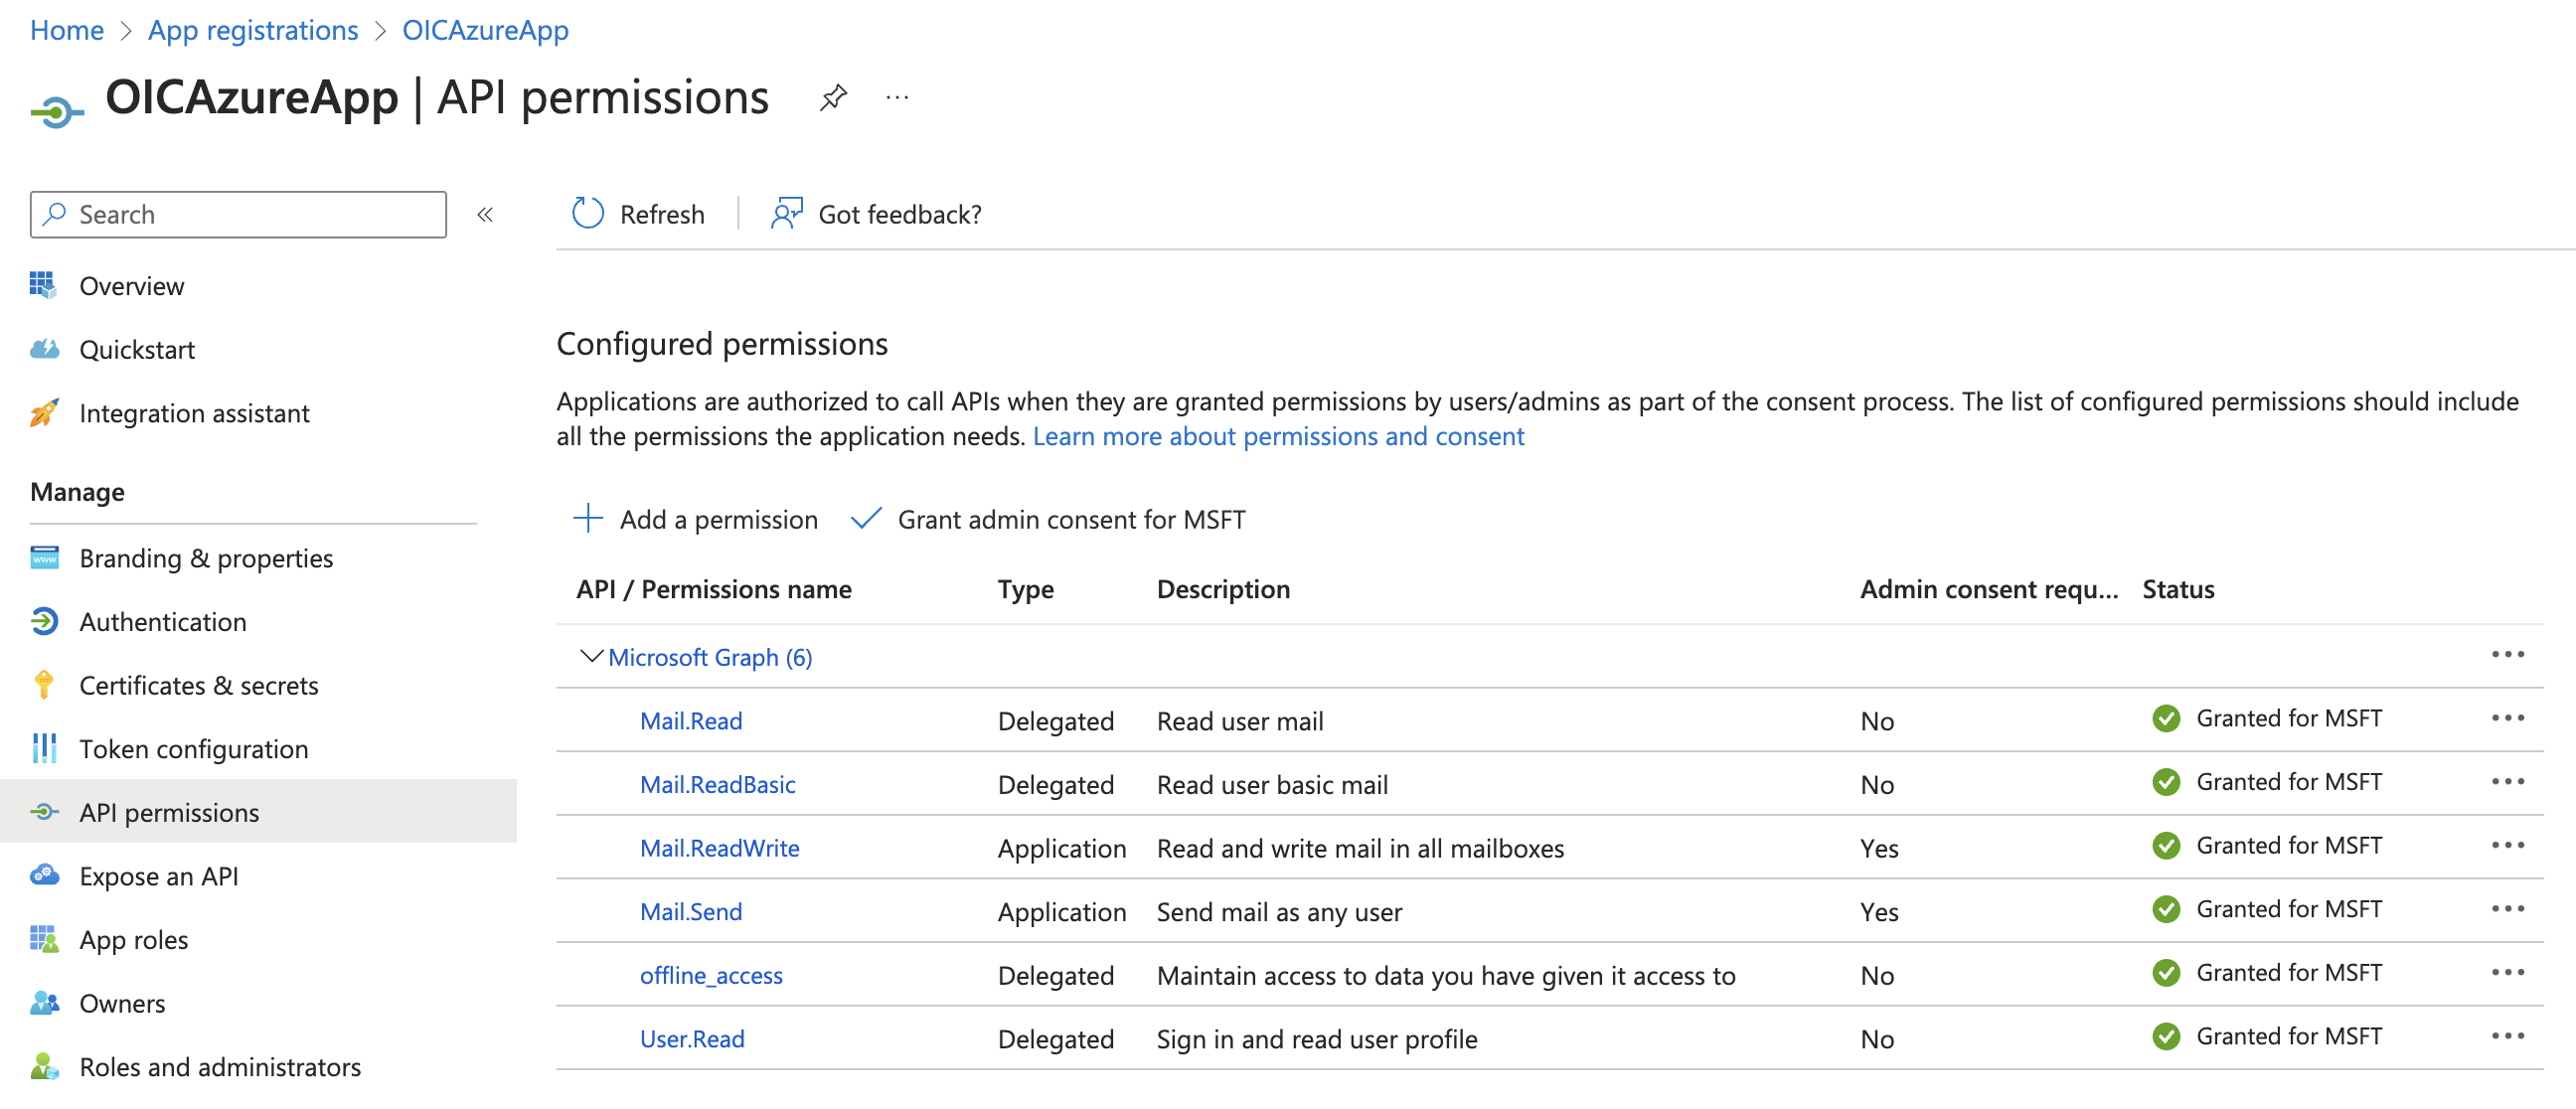 Home > App registrations > OICAzureApp
OICAzureApp | API permissions ...
Search «
Refresh | Got feedback?
Overview
Quickstart
Integration assistant
Manage
Branding & properties
Authentication
Certificates & secrets
Token configuration
API permissions
Expose an API
App roles
Owners
Roles and administrators
Configured permissions
Applications are authorized to call APIs when they are granted permissions by users/admins as part of the consent process. The list of configured permissions should include
all the permissions the application needs. Learn more about permissions and consent
Add a permission Grant admin consent for MSFT
API / Permissions name Type Description Admin consent requ... Status
Microsoft Graph (6) ...
Mail.Read Delegated Read user mail No Granted for MSFT ...
Mail.ReadBasic Delegated Read user basic mail No Granted for MSFT ...
Mail.ReadWrite Application Read and write mail in all mailboxes Yes Granted for MSFT ...
Mail.Send Application Send mail as any user Yes Granted for MSFT ...
offline_access Delegated Maintain access to data you have given it access to No Granted for MSFT ...
User.Read Delegated Sign in and read user profile No Granted for MSFT ...